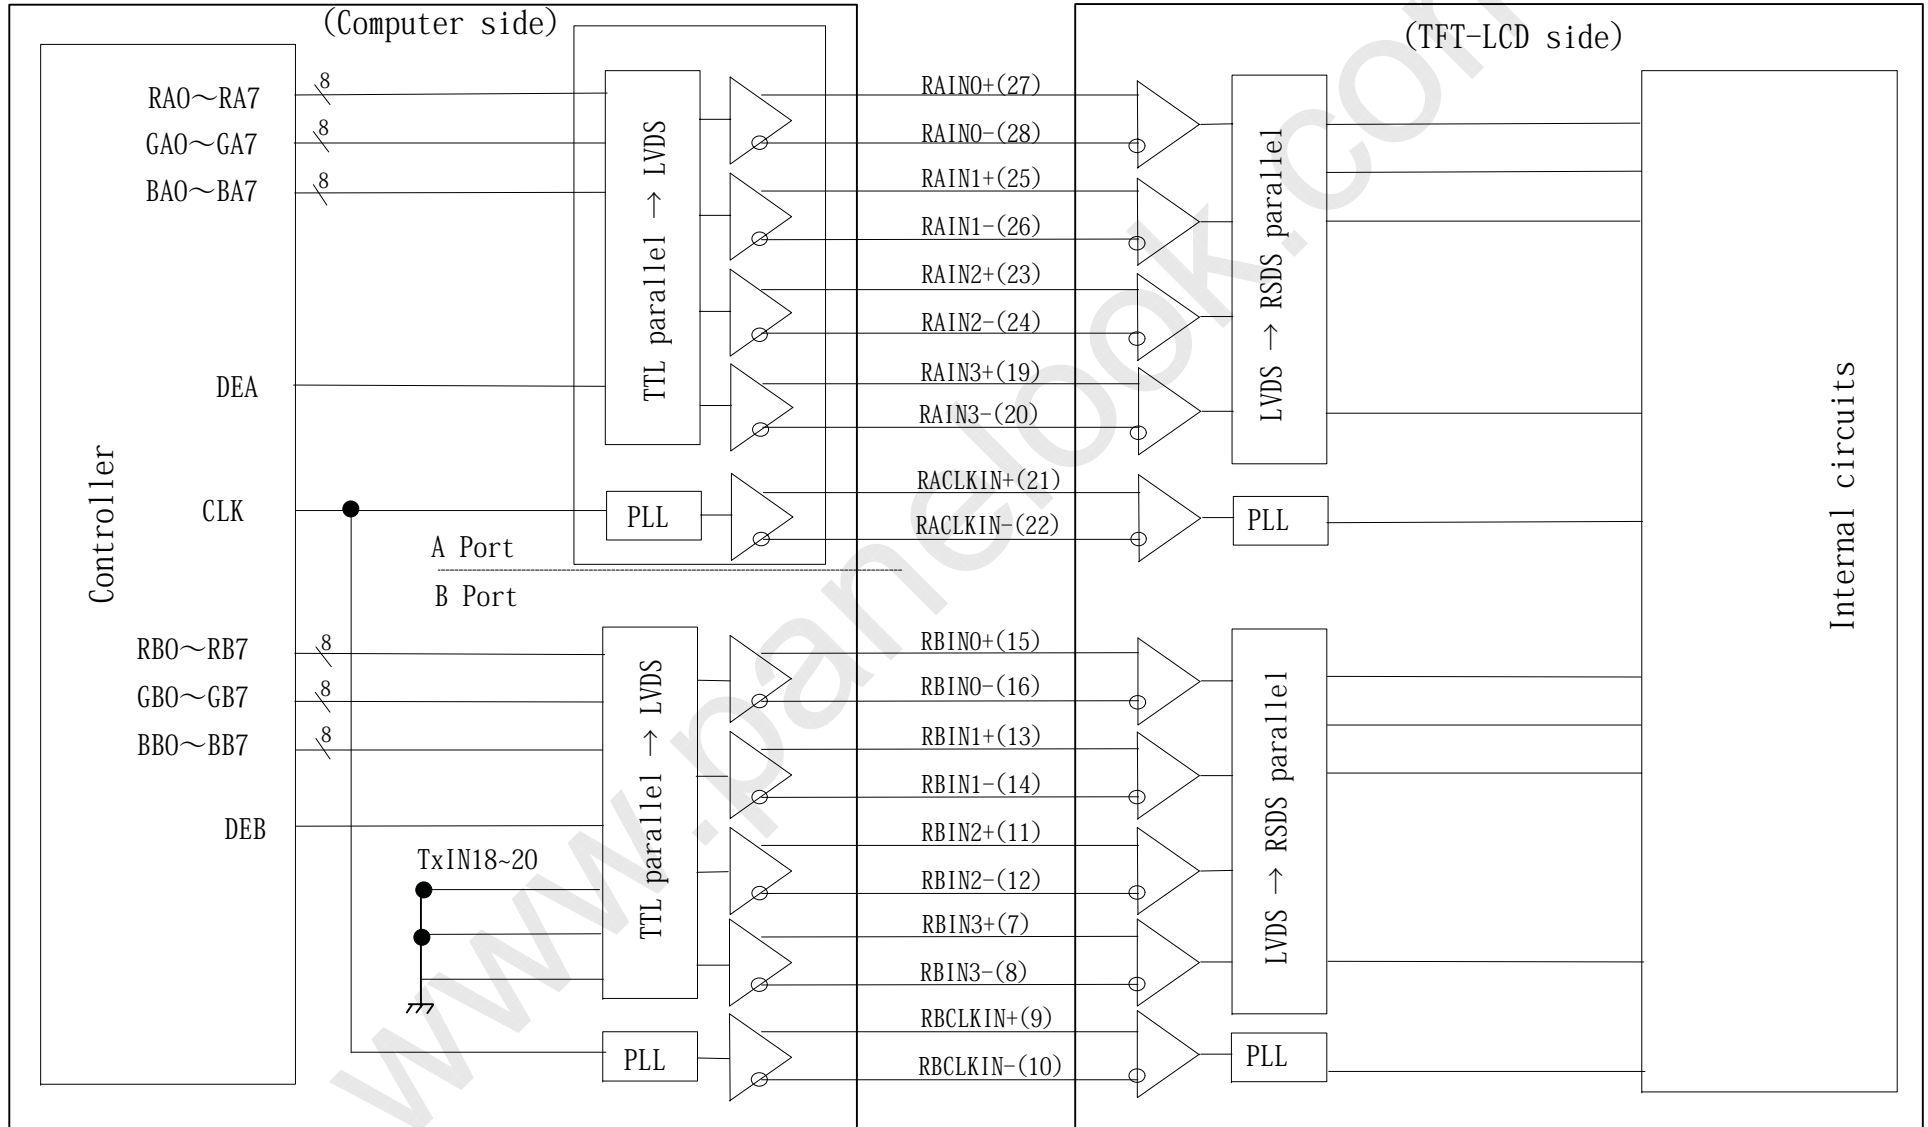 (Computer side)
(TFT-LCD side)
Controller
RA0～RA7
8
GA0～GA7
8
BA0～BA7
8
DEA
CLK
TTL parallel → LVDS
PLL
A Port
B Port
RAIN0+(27)
RAIN0-(28)
RAIN1+(25)
RAIN1-(26)
RAIN2+(23)
RAIN2-(24)
RAIN3+(19)
RAIN3-(20)
RACLKIN+(21)
RACLKIN-(22)
LVDS → RSDS parallel
PLL
Internal circuits
RB0～RB7
8
GB0～GB7
8
BB0～BB7
8
DEB
TxIN18~20
TTL parallel → LVDS
PLL
RBIN0+(15)
RBIN0-(16)
RBIN1+(13)
RBIN1-(14)
RBIN2+(11)
RBIN2-(12)
RBIN3+(7)
RBIN3-(8)
RBCLKIN+(9)
RBCLKIN-(10)
LVDS → RSDS parallel
PLL
www.panelook.com